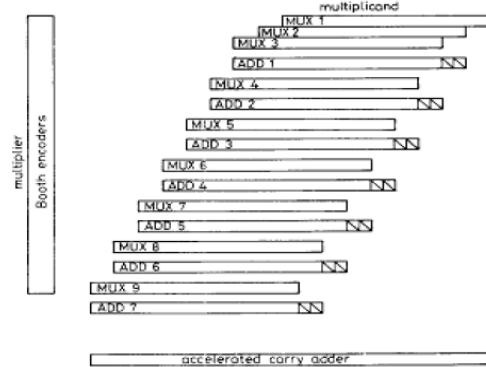 multiplicand
MUX 1
MUX 2
MUX 3
ADD 1
MUX 4
ADD 2
MUX 5
ADD 3
MUX 6
ADD 4
MUX 7
ADD 5
MUX 8
ADD 6
MUX 9
ADD 7
multiplier
Booth encoders
accelerated carry adder